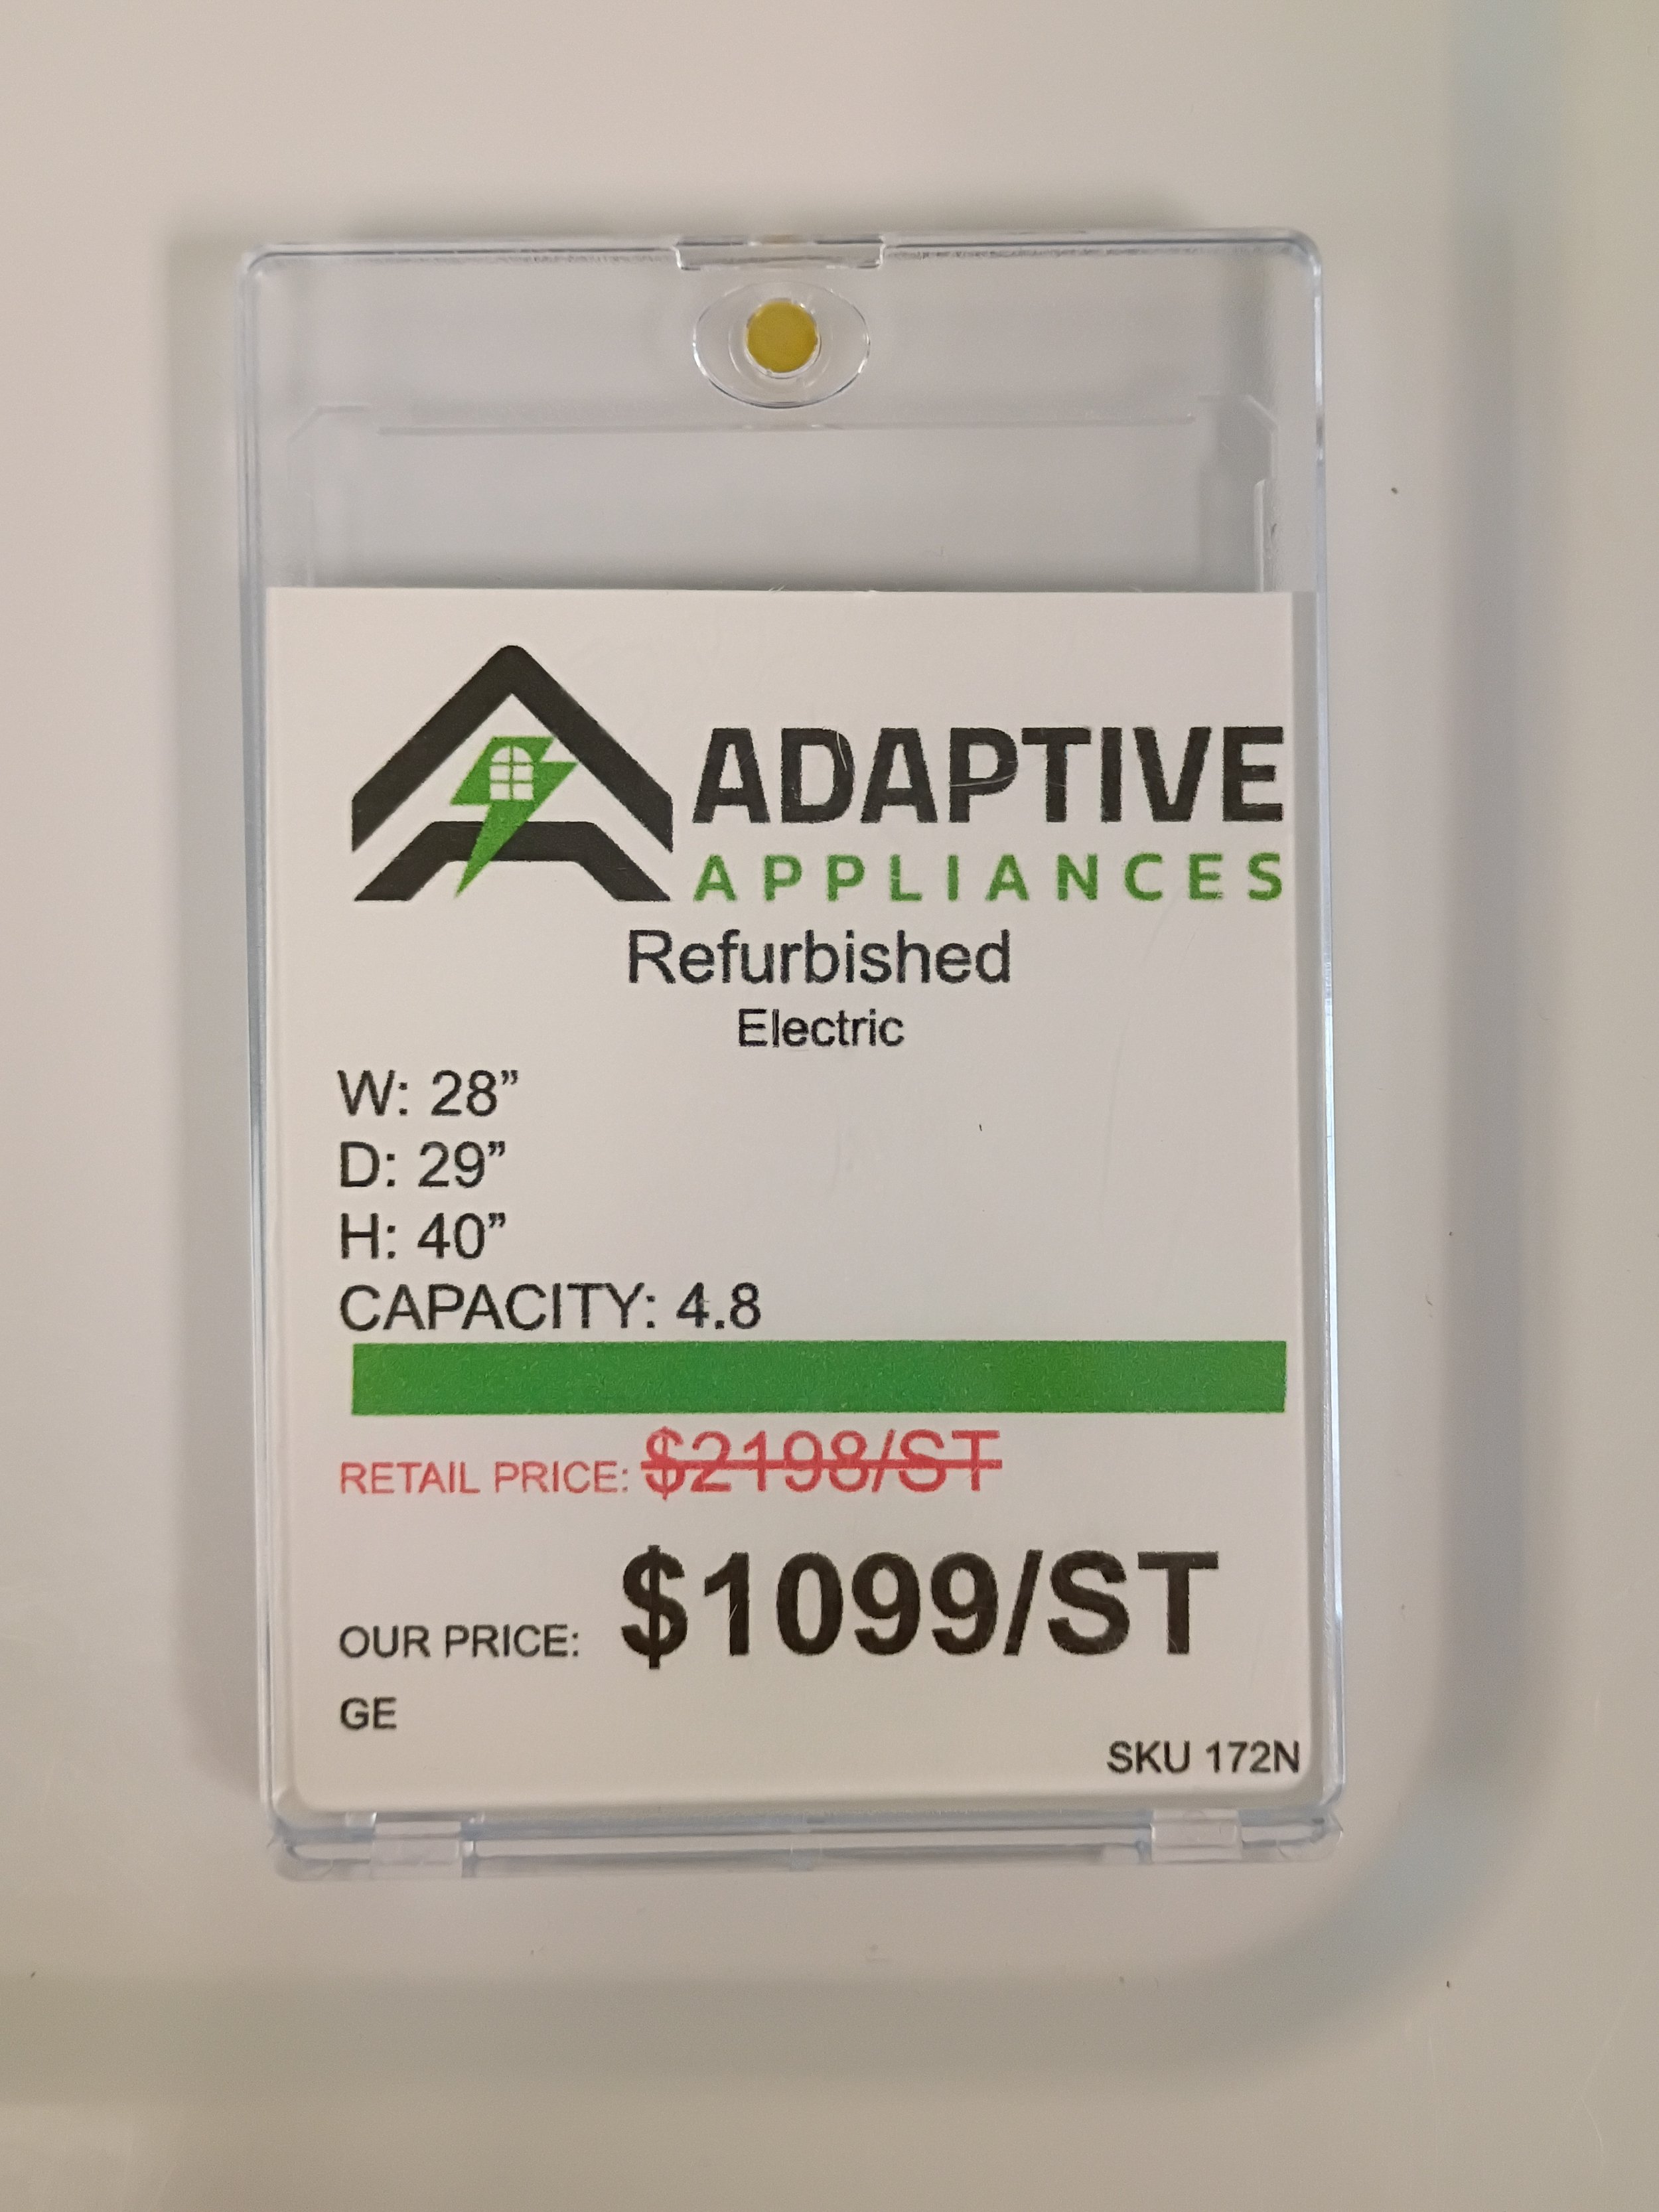 ADAPTIVE
APPLIANCES
Refurbished
Electric
W: 28”
D: 29”
H: 40”
CAPACITY: 4.8
RETAIL PRICE: $2198/ST
OUR PRICE: $1099/ST
GE
SKU 172N